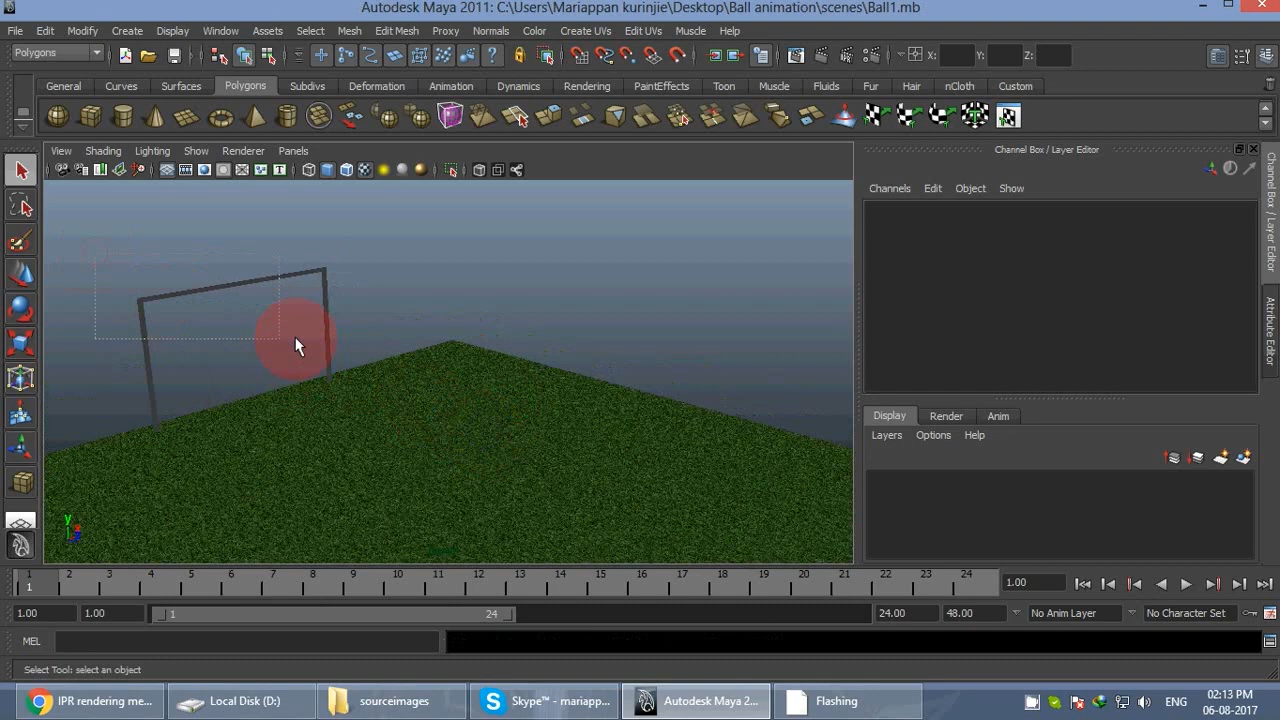 Autodesk Maya 2011: C:\Users\Mariappan kurinjie\Desktop\Ball animation\scenes\Ball1.mb
File Edit Modify Create Display Window Assets Select Mesh Edit Mesh Proxy Normals Color Create UVs Edit UVs Muscle Help
Polygons X: Y: Z:
General Curves Surfaces Polygons Subdivs Deformation Animation Dynamics Rendering PaintEffects Toon Muscle Fluids Fur Hair nCloth Custom
View Shading Lighting Show Renderer Panels
Channel Box / Layer Editor
Channels Edit Object Show
Channel Box / Layer Editor
Attribute Editor
Display Render Anim
Layers Options Help
y
1 2 3 4 5 6 7 8 9 10 11 12 13 14 15 16 17 18 19 20 21 22 23 24
1 1.00
1.00 1.00 1 24 24.00 48.00 No Anim Layer No Character Set
MEL
Select Tool: select an object
IPR rendering me... Local Disk (D:) sourceimages Skype™ - mariapp... Autodesk Maya 2... Flashing ENG 02:13 PM
06-08-2017